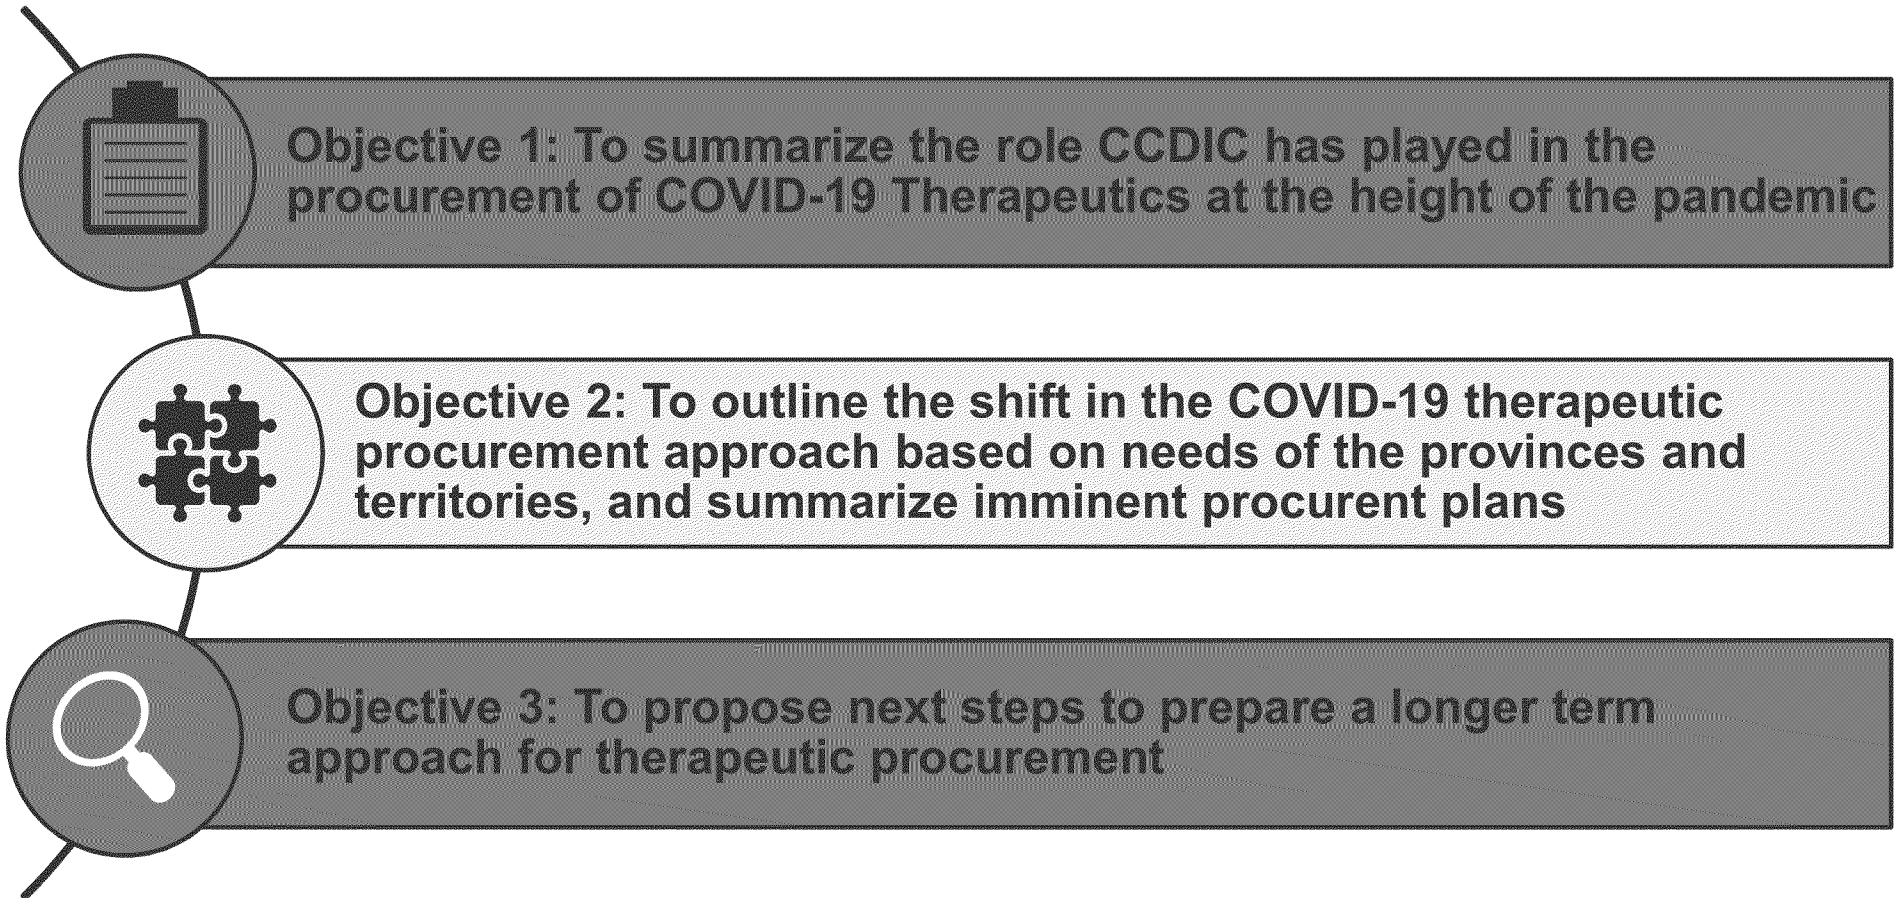 Objective 1: To summarize the role CCDIC has played in the
procurement of COVID-19 Therapeutics at the height of the pandemic
Objective 2: To outline the shift in the COVID-19 therapeutic
procurement approach based on needs of the provinces and
territories, and summarize imminent procurent plans
Objective 3: To propose next steps to prepare a longer term
approach for therapeutic procurement